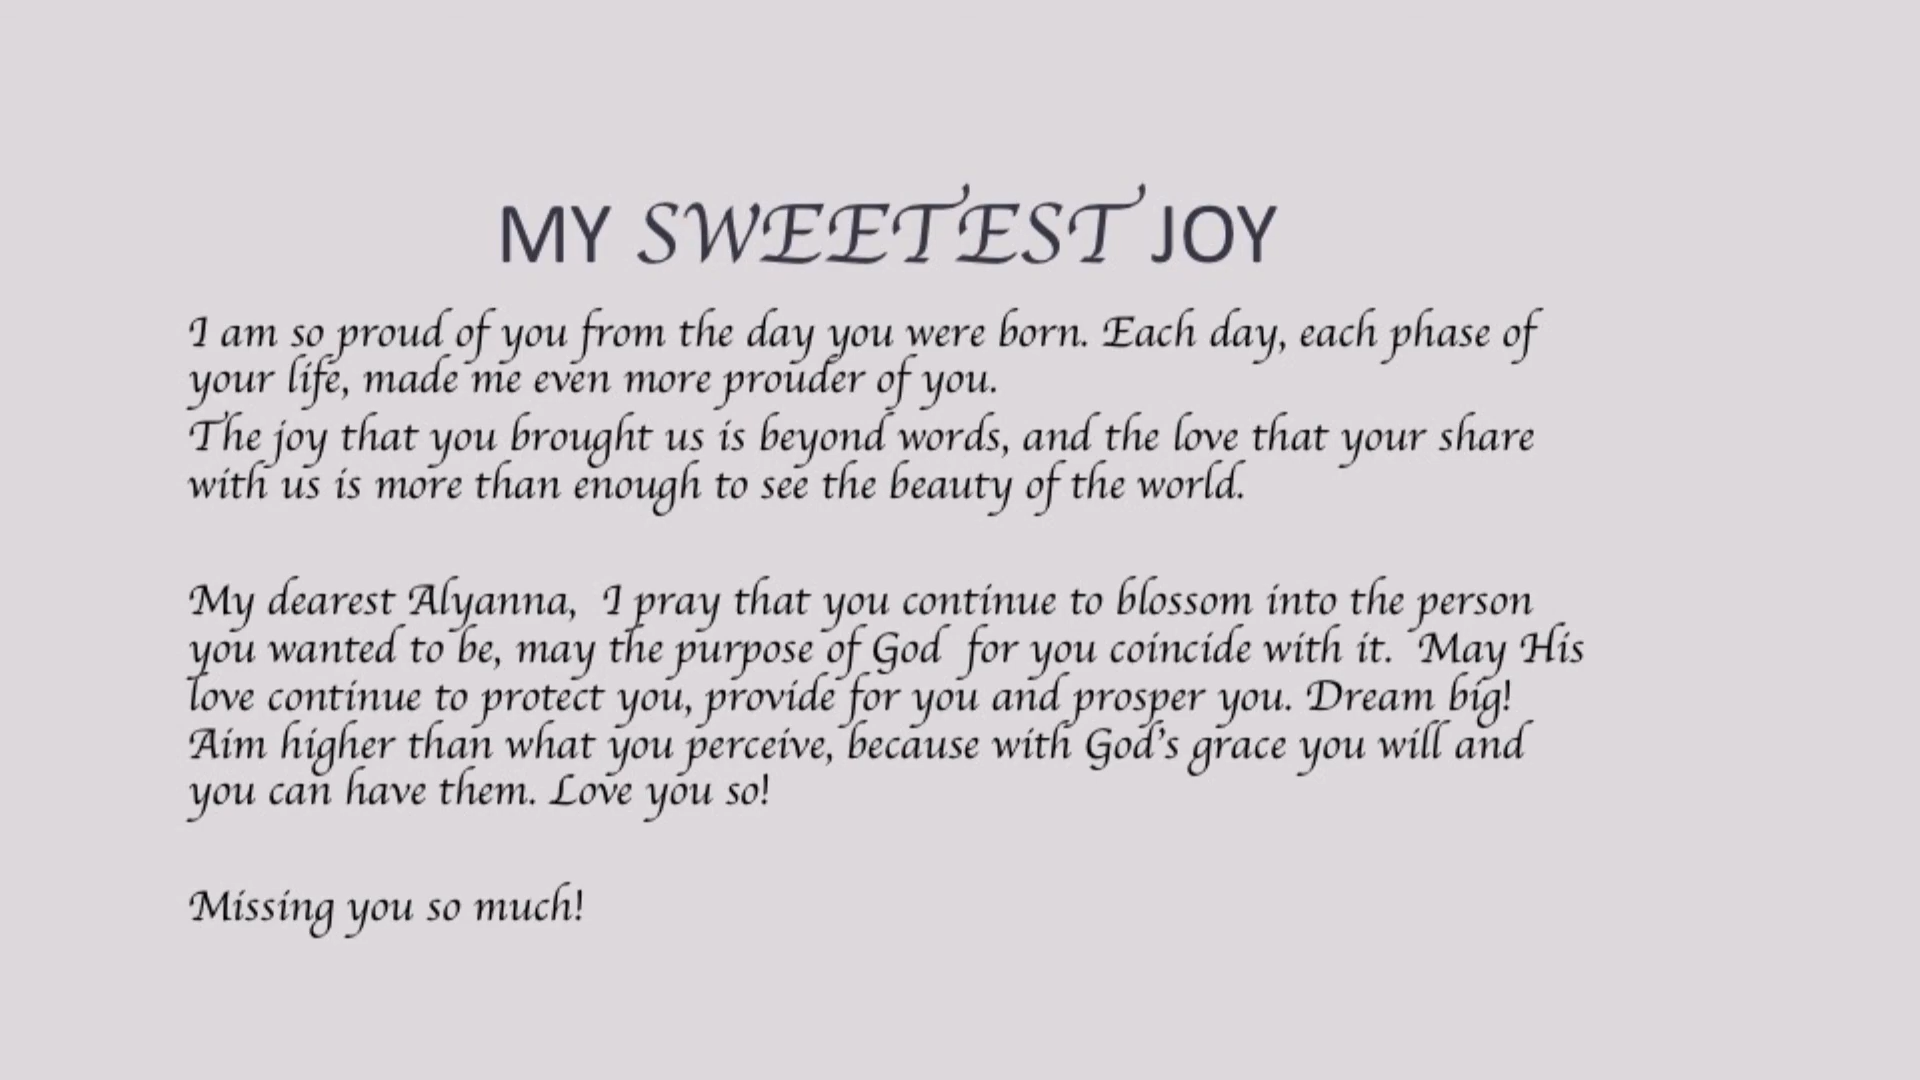 MY SWEETEST JOY
I am so proud of you from the day you were born. Each day, each phase of
your life, made me even more prouder of you.
The joy that you brought us is beyond words, and the love that your share
with us is more than enough to see the beauty of the world.
My dearest Alyanna,  I pray that you continue to blossom into the person
you wanted to be, may the purpose of God  for you coincide with it.  May His
love continue to protect you, provide for you and prosper you. Dream big!
Aim higher than what you perceive, because with God's grace you will and
you can have them. Love you so!
Missing you so much!